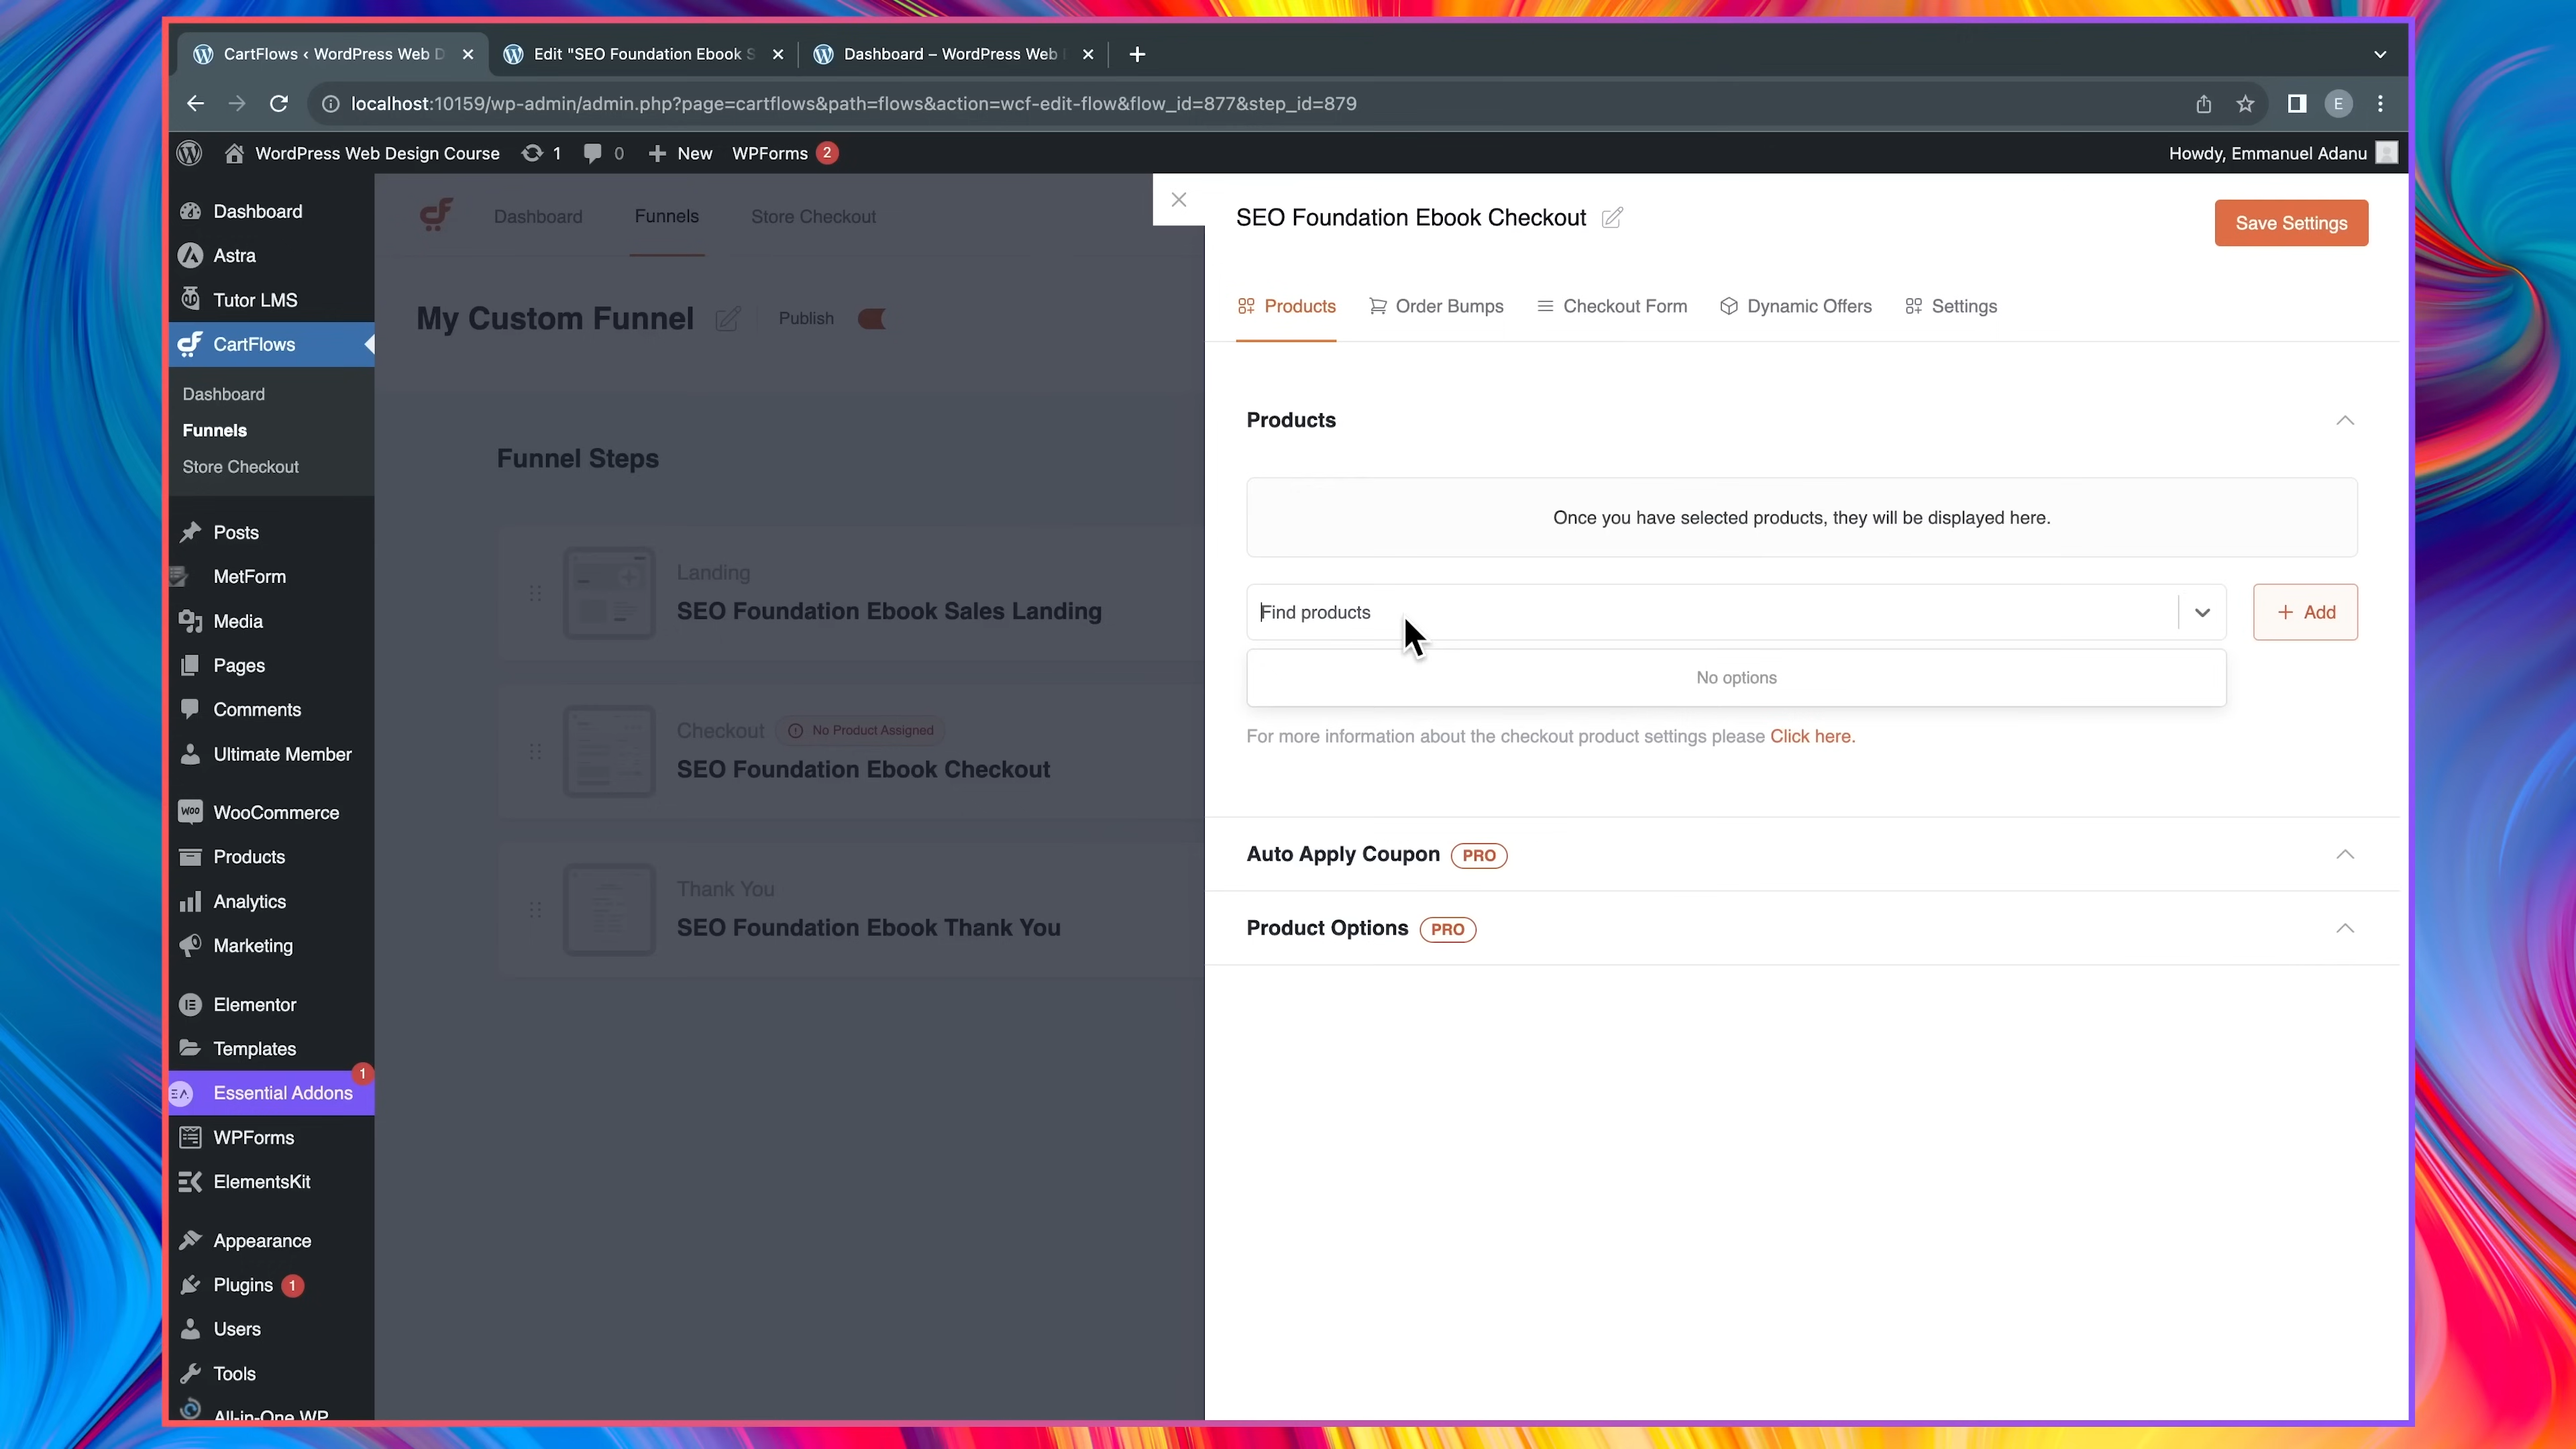 CartFlows ‹ WordPress Web D
Edit "SEO Foundation Ebook S
Dashboard – WordPress Web
localhost:10159/wp-admin/admin.php?page=cartflows&path=flows&action=wcf-edit-flow&flow_id=877&step_id=879
E
WordPress Web Design Course
1
0
New
WPForms 2
Howdy, Emmanuel Adanu
Dashboard
Astra
Tutor LMS
CartFlows
Dashboard
Funnels
Store Checkout
Posts
MetForm
Media
Pages
Comments
Ultimate Member
WooCommerce
Products
Analytics
Marketing
Elementor
Templates
Essential Addons 1
WPForms
ElementsKit
Appearance
Plugins 1
Users
Tools
All-in-One WP
Dashboard
Funnels
Store Checkout
My Custom Funnel
Publish
Funnel Steps
Landing
SEO Foundation Ebook Sales Landing
Checkout
No Product Assigned
SEO Foundation Ebook Checkout
Thank You
SEO Foundation Ebook Thank You
SEO Foundation Ebook Checkout
Save Settings
Products
Order Bumps
Checkout Form
Dynamic Offers
Settings
Products
Once you have selected products, they will be displayed here.
Find products
+ Add
No options
For more information about the checkout product settings please Click here.
Auto Apply Coupon PRO
Product Options PRO